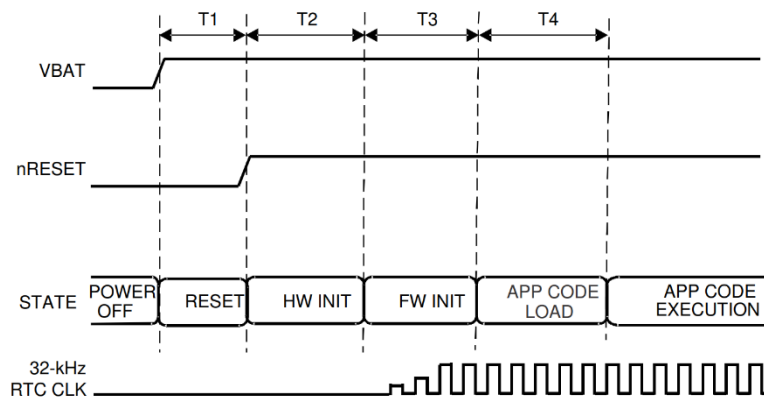 T1 T2 T3 T4
VBAT
nRESET
STATE
POWER
OFF
RESET
HW INIT
FW INIT
APP CODE
LOAD
APP CODE
EXECUTION
32-kHz
RTC CLK